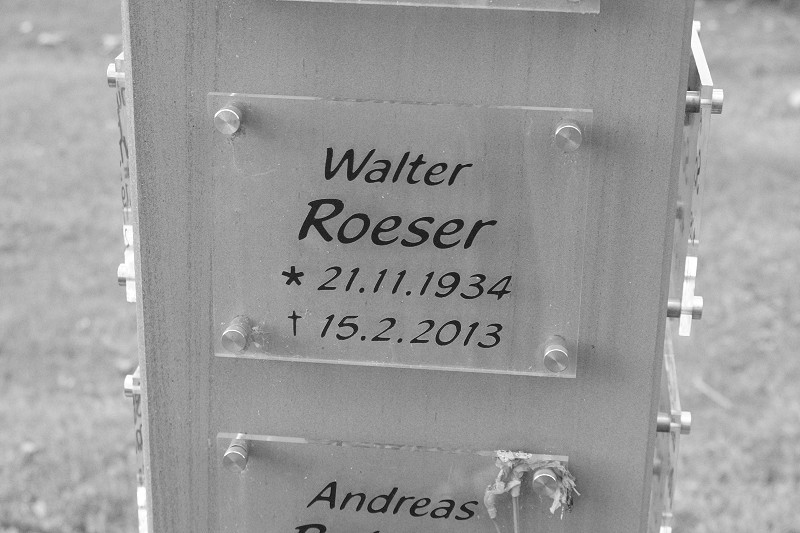 Walter
Roeser
* 21.11.1934
† 15.2.2013
Andreas